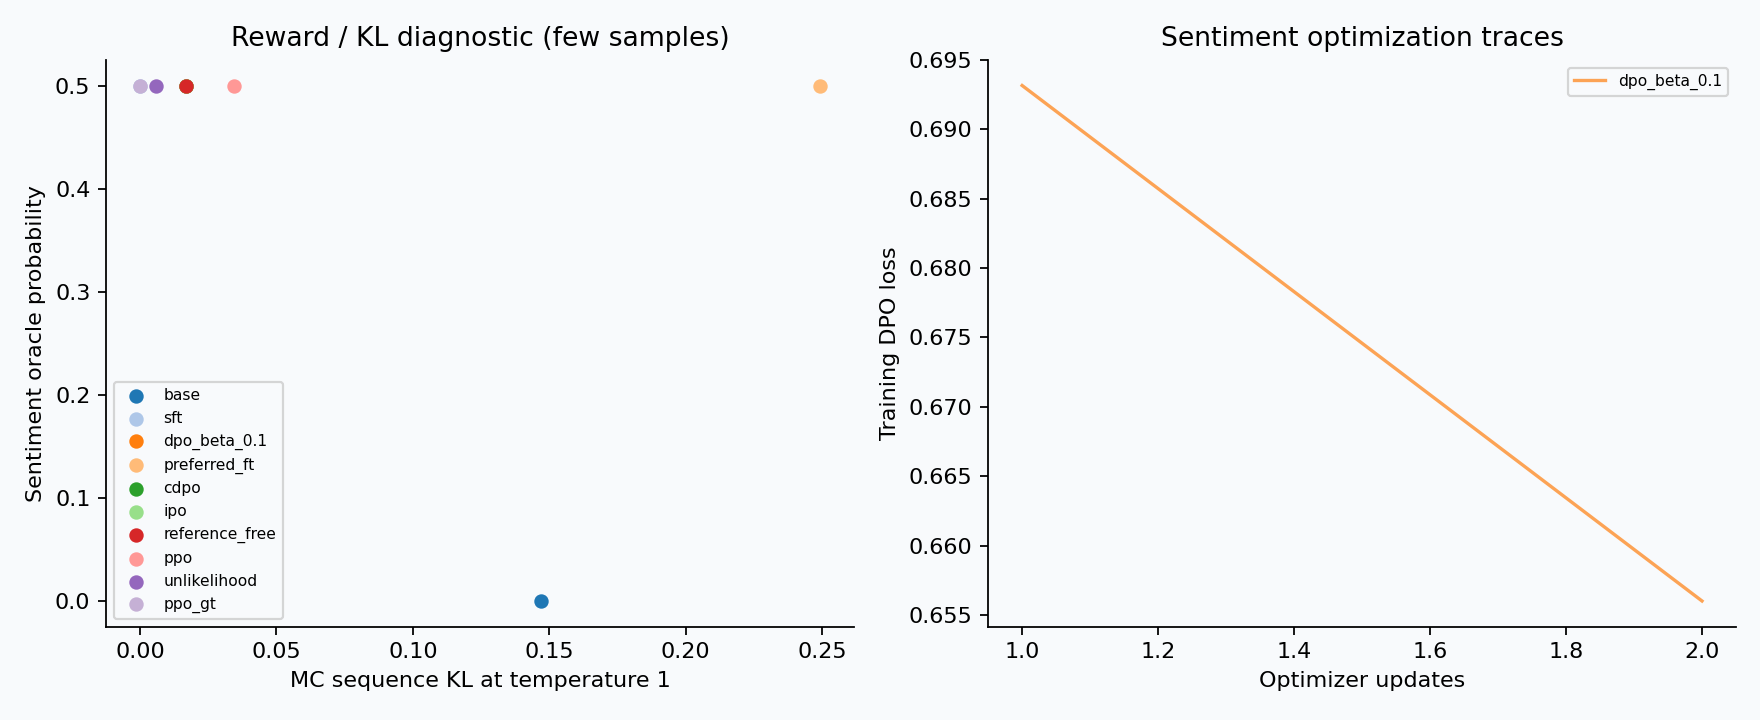 Reward / KL diagnostic (few samples)
Sentiment oracle probability
0.5
0.4
0.3
0.2
0.1
0.0
base
sft
dpo_beta_0.1
preferred_ft
cdpo
ipo
reference_free
ppo
unlikelihood
ppo_gt
0.00 0.05 0.10 0.15 0.20 0.25
MC sequence KL at temperature 1
Sentiment optimization traces
Training DPO loss
0.695
0.690
0.685
0.680
0.675
0.670
0.665
0.660
0.655
dpo_beta_0.1
1.0 1.2 1.4 1.6 1.8 2.0
Optimizer updates